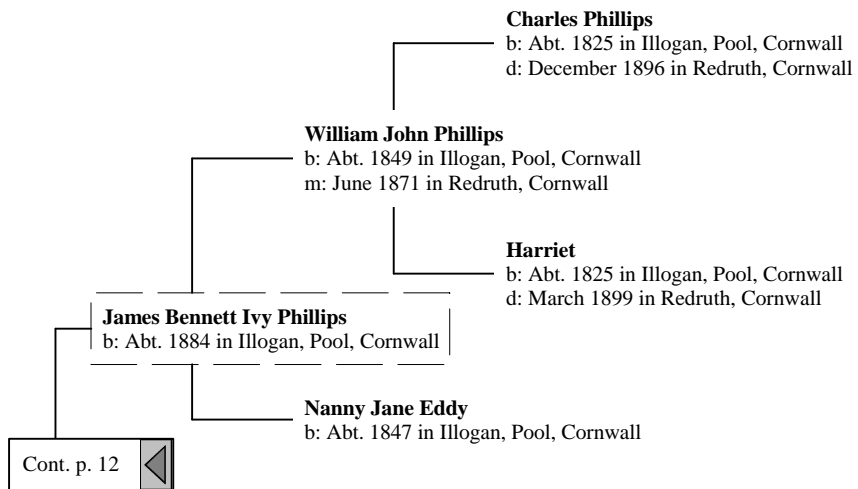 Charles Phillips
b: Abt. 1825 in Illogan, Pool, Cornwall
d: December 1896 in Redruth, Cornwall
William John Phillips
b: Abt. 1849 in Illogan, Pool, Cornwall
m: June 1871 in Redruth, Cornwall
Harriet
b: Abt. 1825 in Illogan, Pool, Cornwall
d: March 1899 in Redruth, Cornwall
James Bennett Ivy Phillips
b: Abt. 1884 in Illogan, Pool, Cornwall
Nanny Jane Eddy
b: Abt. 1847 in Illogan, Pool, Cornwall
Cont. p. 12